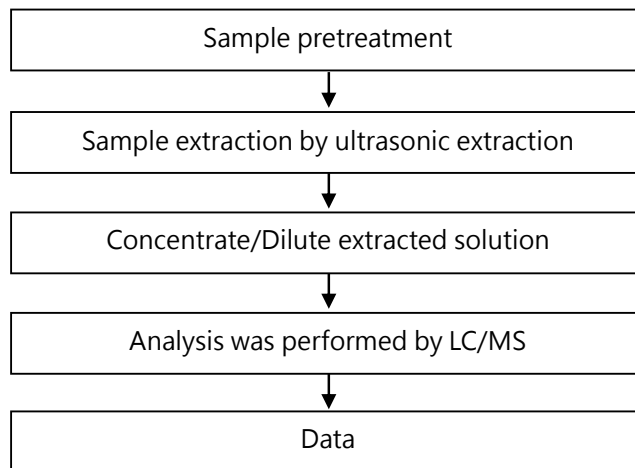 Sample pretreatment
Sample extraction by ultrasonic extraction
Concentrate/Dilute extracted solution
Analysis was performed by LC/MS
Data